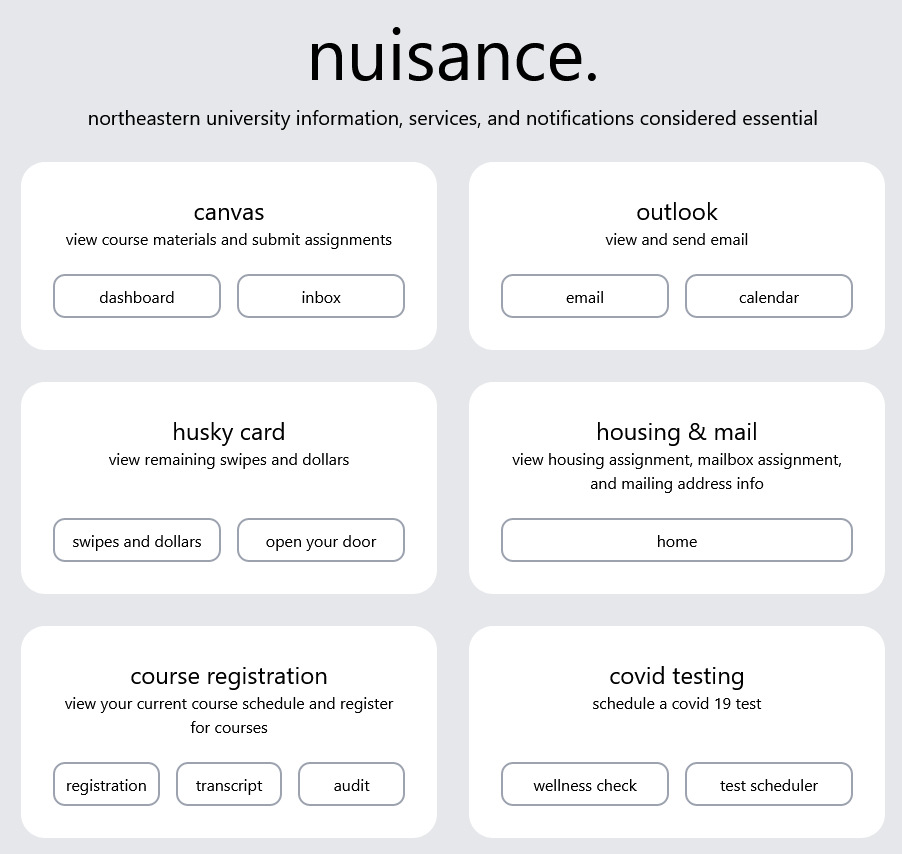 nuisance.
northeastern university information, services, and notifications considered essential
canvas
view course materials and submit assignments
dashboard
inbox
outlook
view and send email
email
calendar
husky card
view remaining swipes and dollars
swipes and dollars
open your door
housing & mail
view housing assignment, mailbox assignment,
and mailing address info
home
course registration
view your current course schedule and register
for courses
registration
transcript
audit
covid testing
schedule a covid 19 test
wellness check
test scheduler